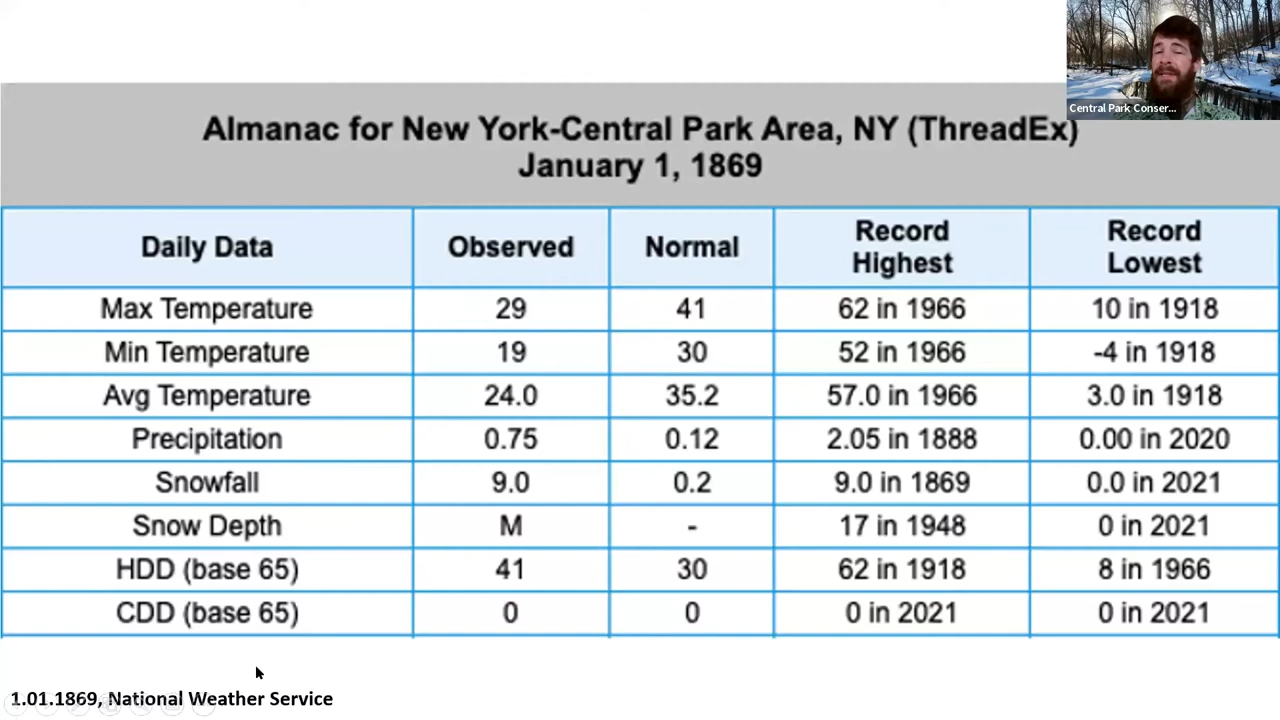 Central Park Conser...
Almanac for New York-Central Park Area, NY (ThreadEx)
January 1, 1869
Daily Data Observed Normal Record Highest Record Lowest
Max Temperature 29 41 62 in 1966 10 in 1918
Min Temperature 19 30 52 in 1966 -4 in 1918
Avg Temperature 24.0 35.2 57.0 in 1966 3.0 in 1918
Precipitation 0.75 0.12 2.05 in 1888 0.00 in 2020
Snowfall 9.0 0.2 9.0 in 1869 0.0 in 2021
Snow Depth M - 17 in 1948 0 in 2021
HDD (base 65) 41 30 62 in 1918 8 in 1966
CDD (base 65) 0 0 0 in 2021 0 in 2021
1.01.1869, National Weather Service